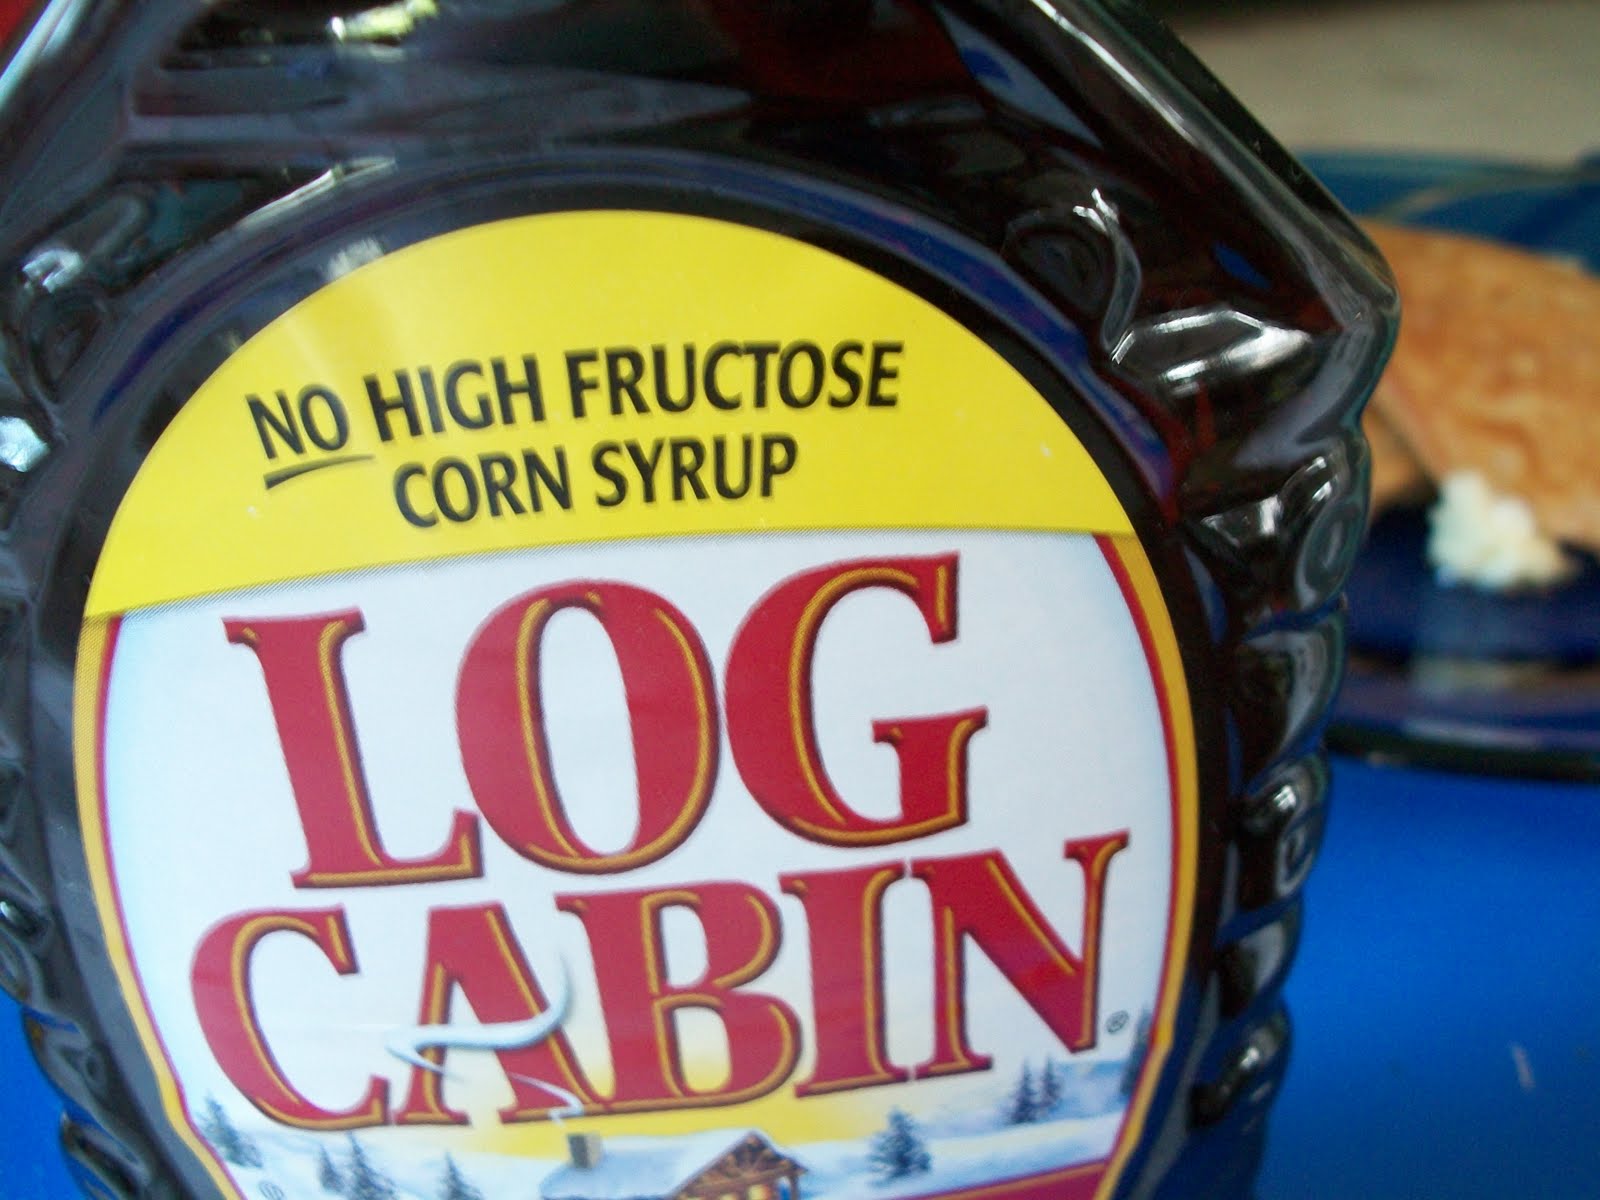 NO HIGH FRUCTOSE
CORN SYRUP
LOG
CABIN®
®